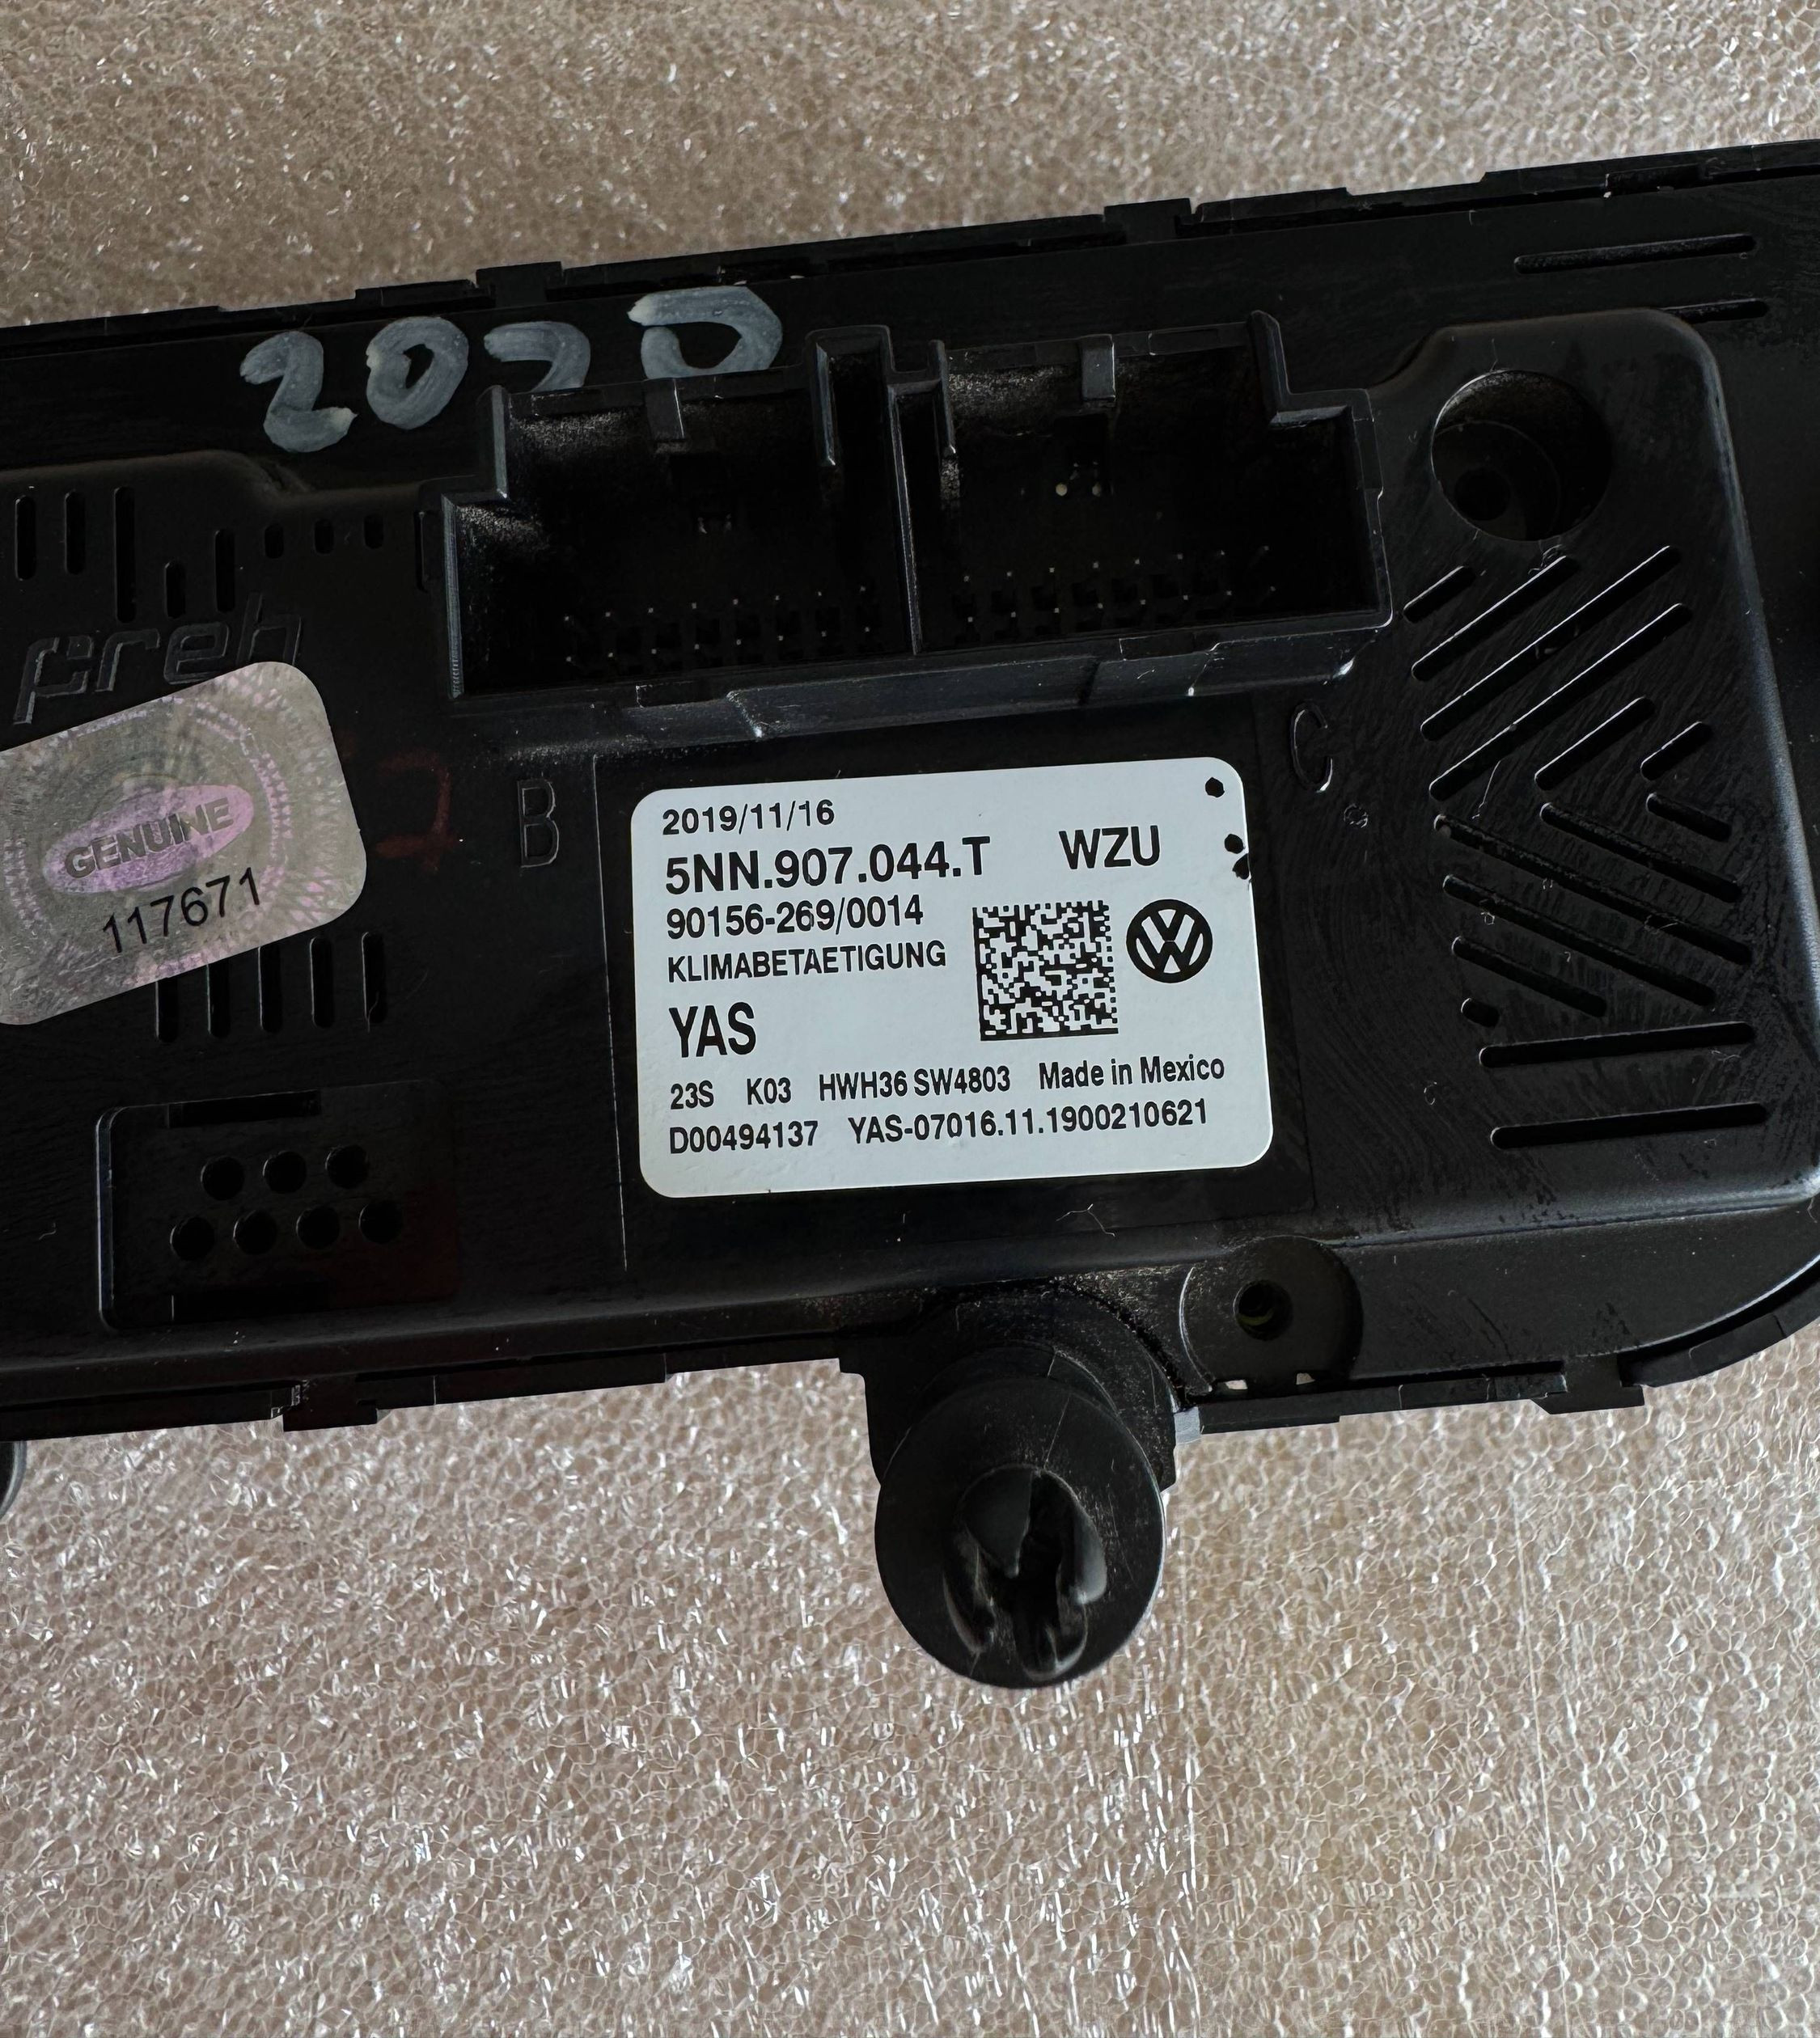 2020
preh
GENUINE
117671
B
C
2019/11/16
5NN.907.044.T WZU
90156-269/0014
KLIMABETAETIGUNG
YAS
23S K03 HWH36 SW4803 Made in Mexico
D00494137 YAS-07016.11.1900210621